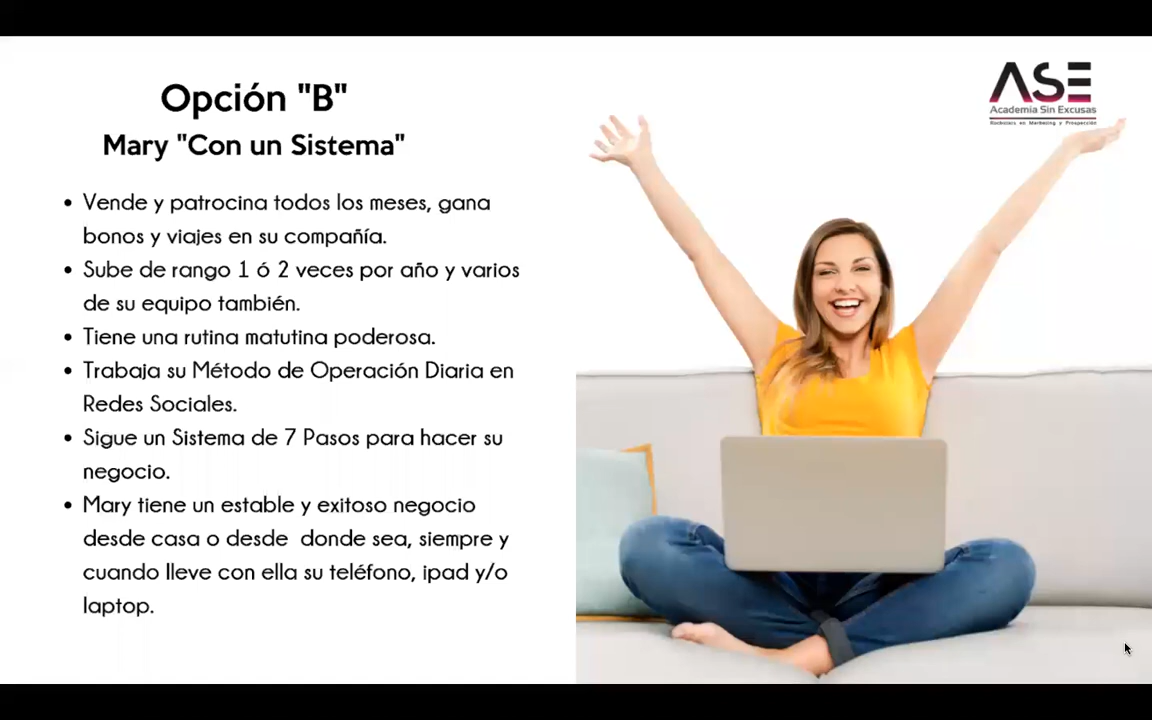 Opción "B"
Mary "Con un Sistema"
• Vende y patrocina todos los meses, gana
bonos y viajes en su compañía.
• Sube de rango 1 ó 2 veces por año y varios
de su equipo también.
• Tiene una rutina matutina poderosa.
• Trabaja su Método de Operación Diaria en
Redes Sociales.
• Sigue un Sistema de 7 Pasos para hacer su
negocio.
• Mary tiene un estable y exitoso negocio
desde casa o desde  donde sea, siempre y
cuando lleve con ella su teléfono, ipad y/o
laptop.
ASE
Academia Sin Excusas
Rockstars en Marketing y Prospección